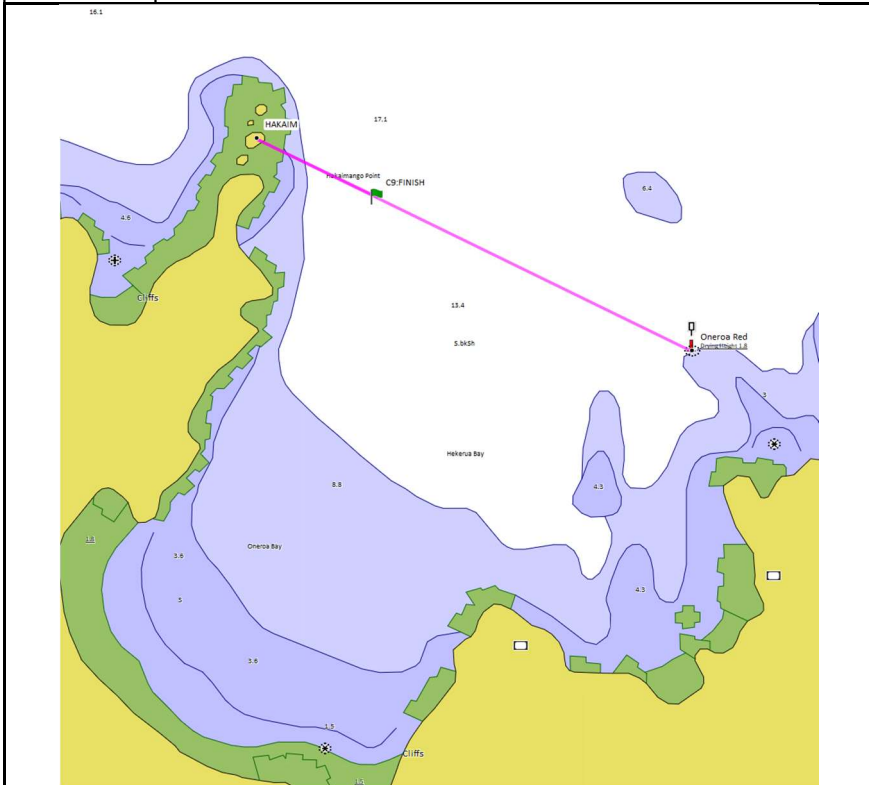 16.1
17.1
HAKAIM
Hakaimango Point
C9:FINISH
6.4
4.6
Cliffs
13.4
S.bkSh
Oneroa Red
3
Hekerua Bay
8.8
4.3
1.8
3.6
Oneroa Bay
5
4.3
3.6
1.5
Cliffs